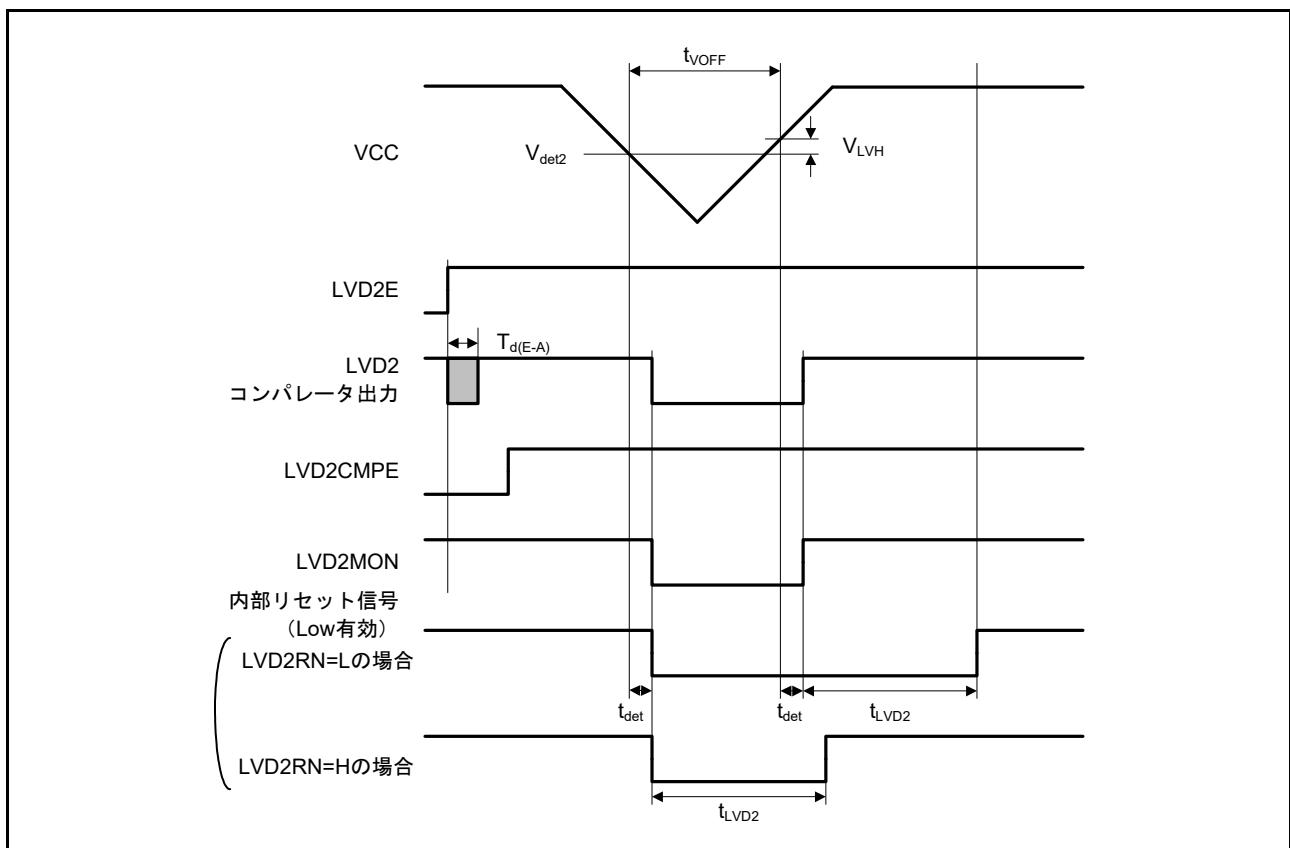 tVOFF
VCC
Vdet2
VLVH
LVD2E
Td(E-A)
LVD2
コンパレータ出力
LVD2CMPE
LVD2MON
内部リセット信号
（Low有効）
LVD2RN=Lの場合
tdet
tdet
tLVD2
LVD2RN=Hの場合
tLVD2